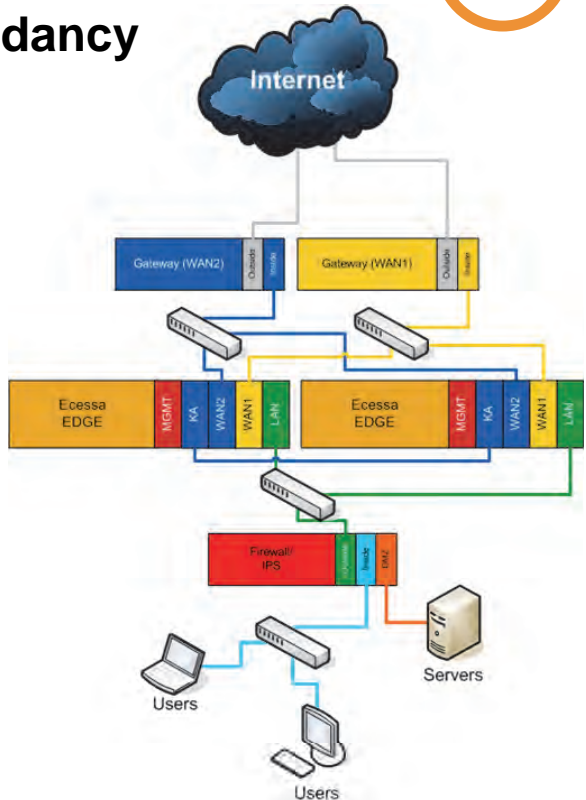 dancy
Internet
Gateway (WAN2)
Outside
Inside
Gateway (WAN1)
Outside
Inside
Ecessa
EDGE
MGMT
KA
WAN2
WAN1
LAN
Ecessa
EDGE
MGMT
KA
WAN2
WAN1
LAN
Firewall/
IPS
Outside
Inside
DMZ
Servers
Users
Users